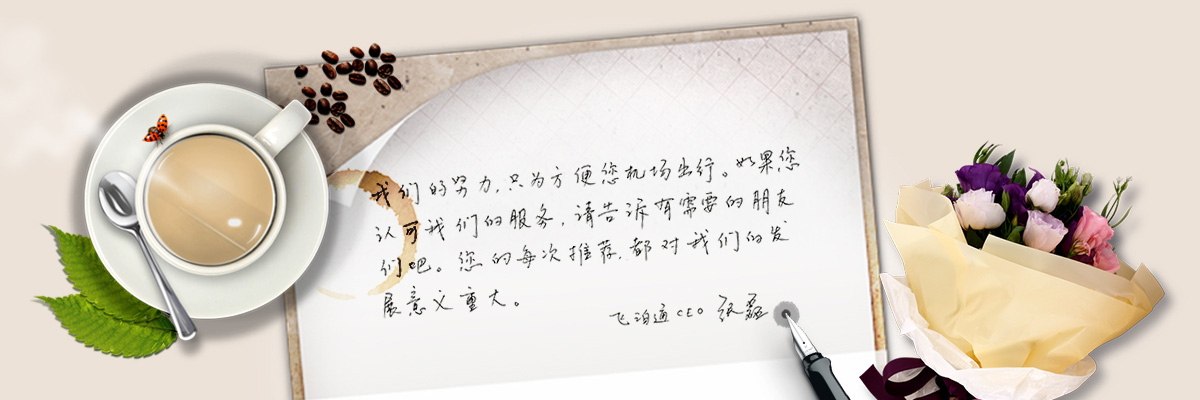 我们的努力,只为方便您机场出行。如果您
认可我们的服务,请告诉有需要的朋友
们吧。您的每次推荐,都对我们的发
展意义重大。
飞泊通CEO 张磊